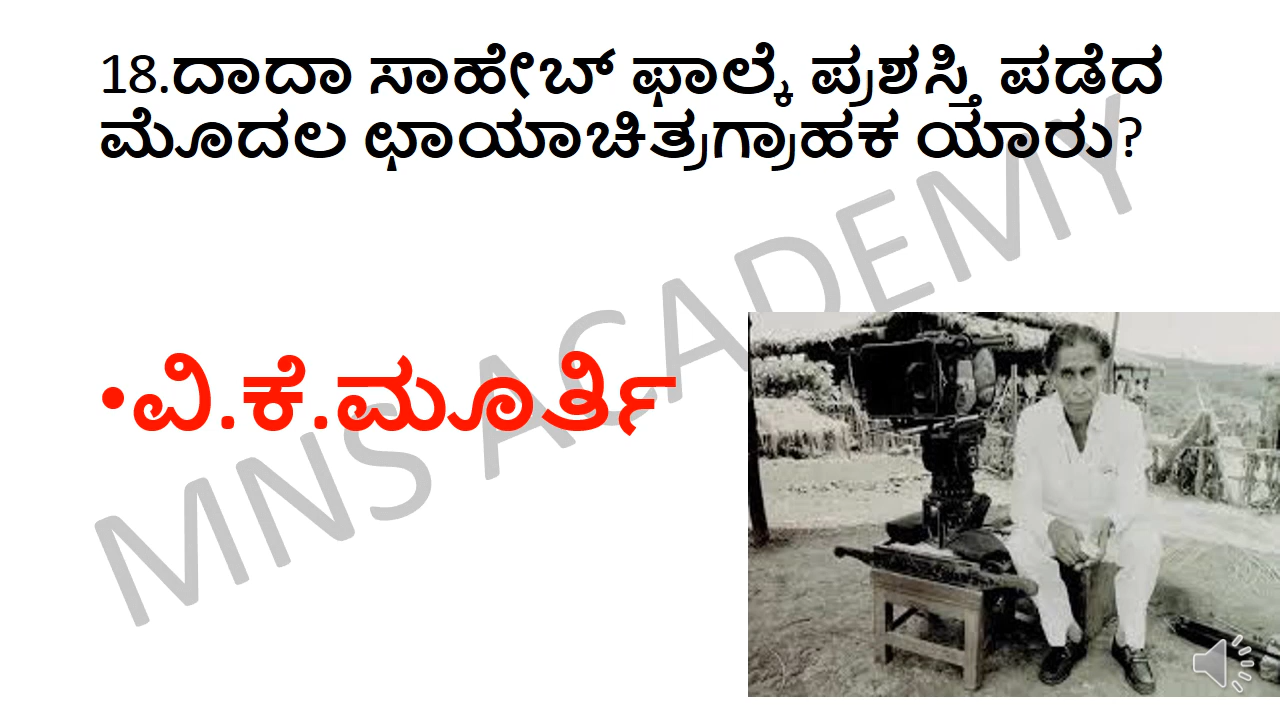 18.ದಾದಾ ಸಾಹೇಬ್ ಫಾಲ್ಕೆ ಪ್ರಶಸ್ತಿ ಪಡೆದ
ಮೊದಲ ಛಾಯಾಚಿತ್ರಗ್ರಾಹಕ ಯಾರು?
•ವಿ.ಕೆ.ಮೂರ್ತಿ
MNS ACADEMY